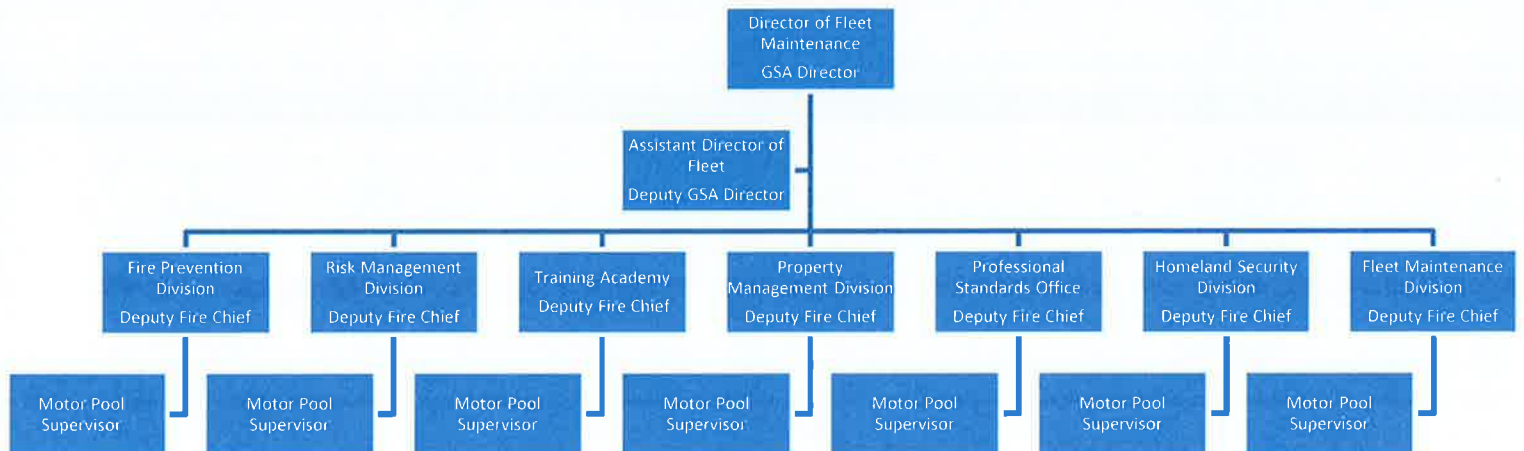 Director of Fleet
Maintenance
GSA Director
Assistant Director of
Fleet
Deputy GSA Director
Fire Prevention
Division
Deputy Fire Chief
Risk Management
Division
Deputy Fire Chief
Training Academy
Deputy Fire Chief
Property
Management Division
Deputy Fire Chief
Professional
Standards Office
Deputy Fire Chief
Homeland Security
Division
Deputy Fire Chief
Fleet Maintenance
Division
Deputy Fire Chief
Motor Pool
Supervisor
Motor Pool
Supervisor
Motor Pool
Supervisor
Motor Pool
Supervisor
Motor Pool
Supervisor
Motor Pool
Supervisor
Motor Pool
Supervisor